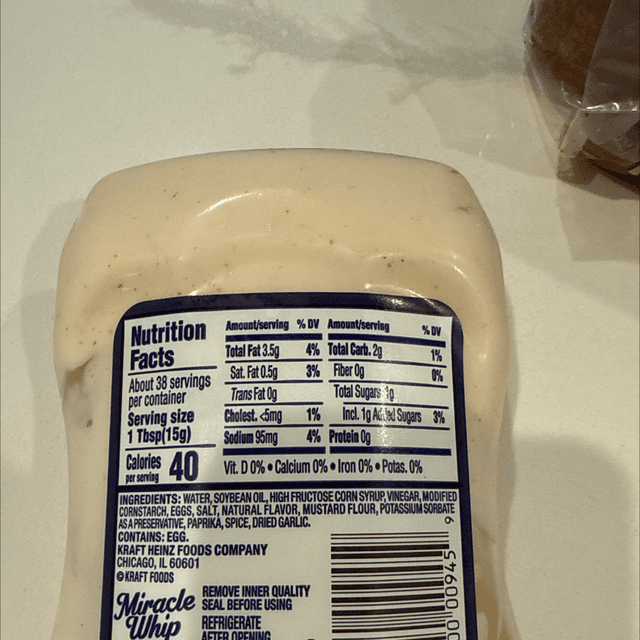 Nutrition Facts
About 38 servings
per container
Serving size
1 Tbsp(15g)
Calories 40
per serving
Amount/serving % DV
Total Fat 3.5g 4%
Sat. Fat 0.5g 3%
Trans Fat 0g
Cholest. <5mg 1%
Sodium 95mg 4%
Amount/serving % DV
Total Carb. 2g 1%
Fiber 0g 0%
Total Sugars g
Incl. 1g Added Sugars 3%
Protein 0g
Vit. D 0% • Calcium 0% • Iron 0% • Potas. 0%
INGREDIENTS: WATER, SOYBEAN OIL, HIGH FRUCTOSE CORN SYRUP, VINEGAR, MODIFIED
CORNSTARCH, EGGS, SALT, NATURAL FLAVOR, MUSTARD FLOUR, POTASSIUM SORBATE
AS A PRESERVATIVE, PAPRIKA, SPICE, DRIED GARLIC.
CONTAINS: EGG.
KRAFT HEINZ FOODS COMPANY
CHICAGO, IL 60601
© KRAFT FOODS
Miracle
Whip
REMOVE INNER QUALITY
SEAL BEFORE USING
REFRIGERATE
AFTER OPENING
00 00945 9